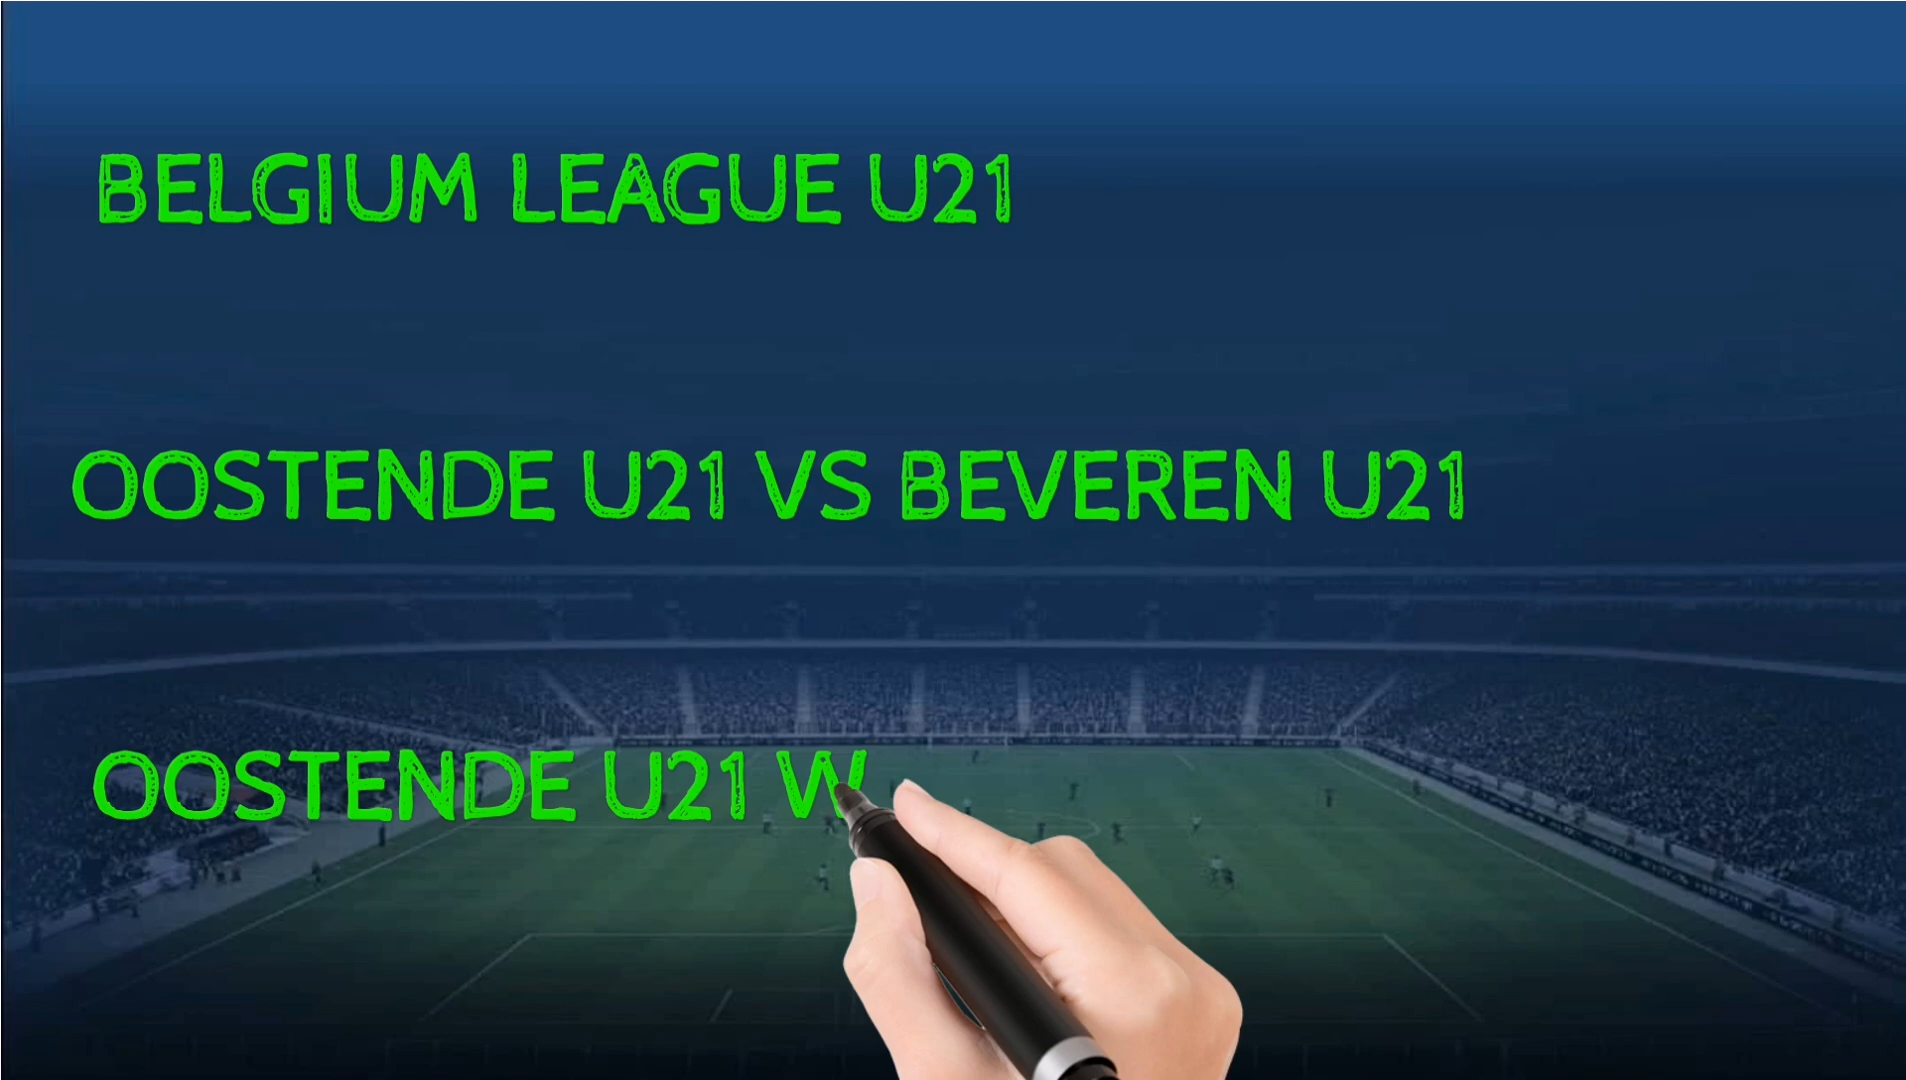 BELGIUM LEAGUE U21
OOSTENDE U21 VS BEVEREN U21
OOSTENDE U21 W